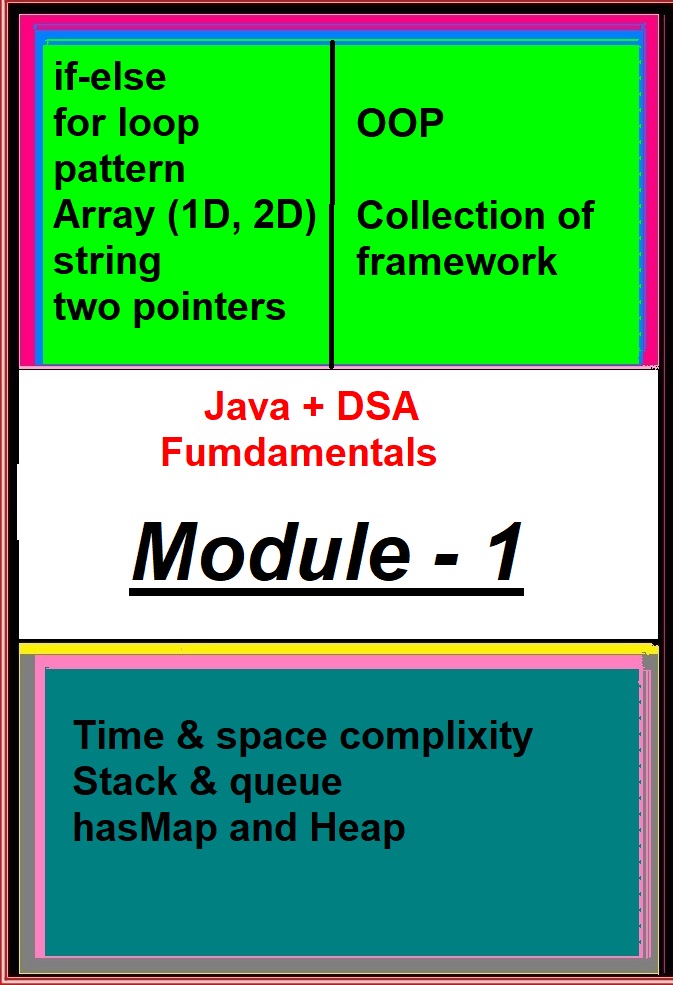 if-else
for loop
pattern
Array (1D, 2D)
string
two pointers
OOP
Collection of
framework
Java + DSA
Fumdamentals
Module - 1
Time & space complixity
Stack & queue
hasMap and Heap